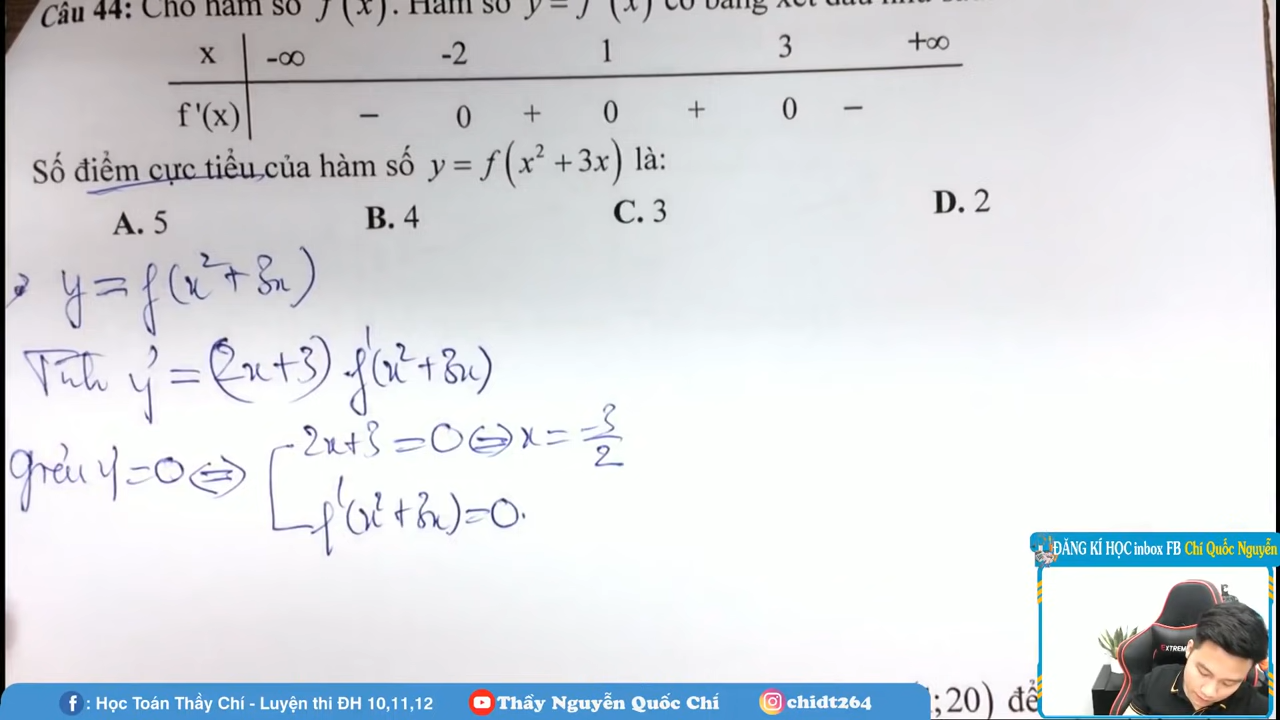 Câu 44: Cho hàm số f(x). Hàm số y = f'(x) có bảng xét dấu như
x -∞ -2 1 3 +∞
f'(x) − 0 + 0 + 0 −
Số điểm cực tiểu của hàm số y = f(x² + 3x) là:
A. 5 B. 4 C. 3 D. 2
y = f(x² + 3x)
Tính y' = (2x+3).f'(x² + 3x)
Giải y' = 0 ⇔ [ 2x+3 = 0 ⇔ x = -3/2
f'(x² + 3x) = 0.
ĐĂNG KÍ HỌC inbox FB Chí Quốc Nguyễn
EXTREME
;20) để
f : Học Toán Thầy Chí - Luyện thi ĐH 10,11,12 Thầy Nguyễn Quốc Chí chidt264